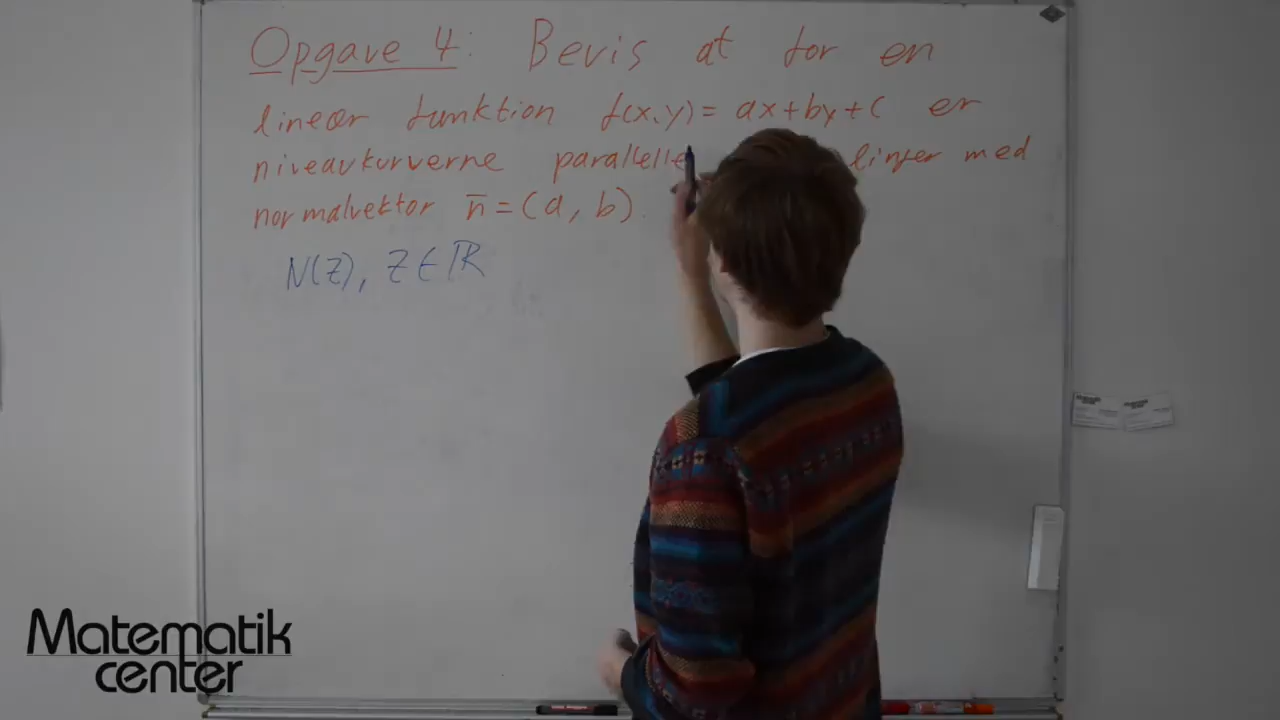 Opgave 4: Bevis at for en
lineær funktion f(x,y) = ax+by+c er
niveaukurverne parallelle linjer med
normalvektor n̄ = (a, b).
N(z), z ∈ ℝ
Matematik
center